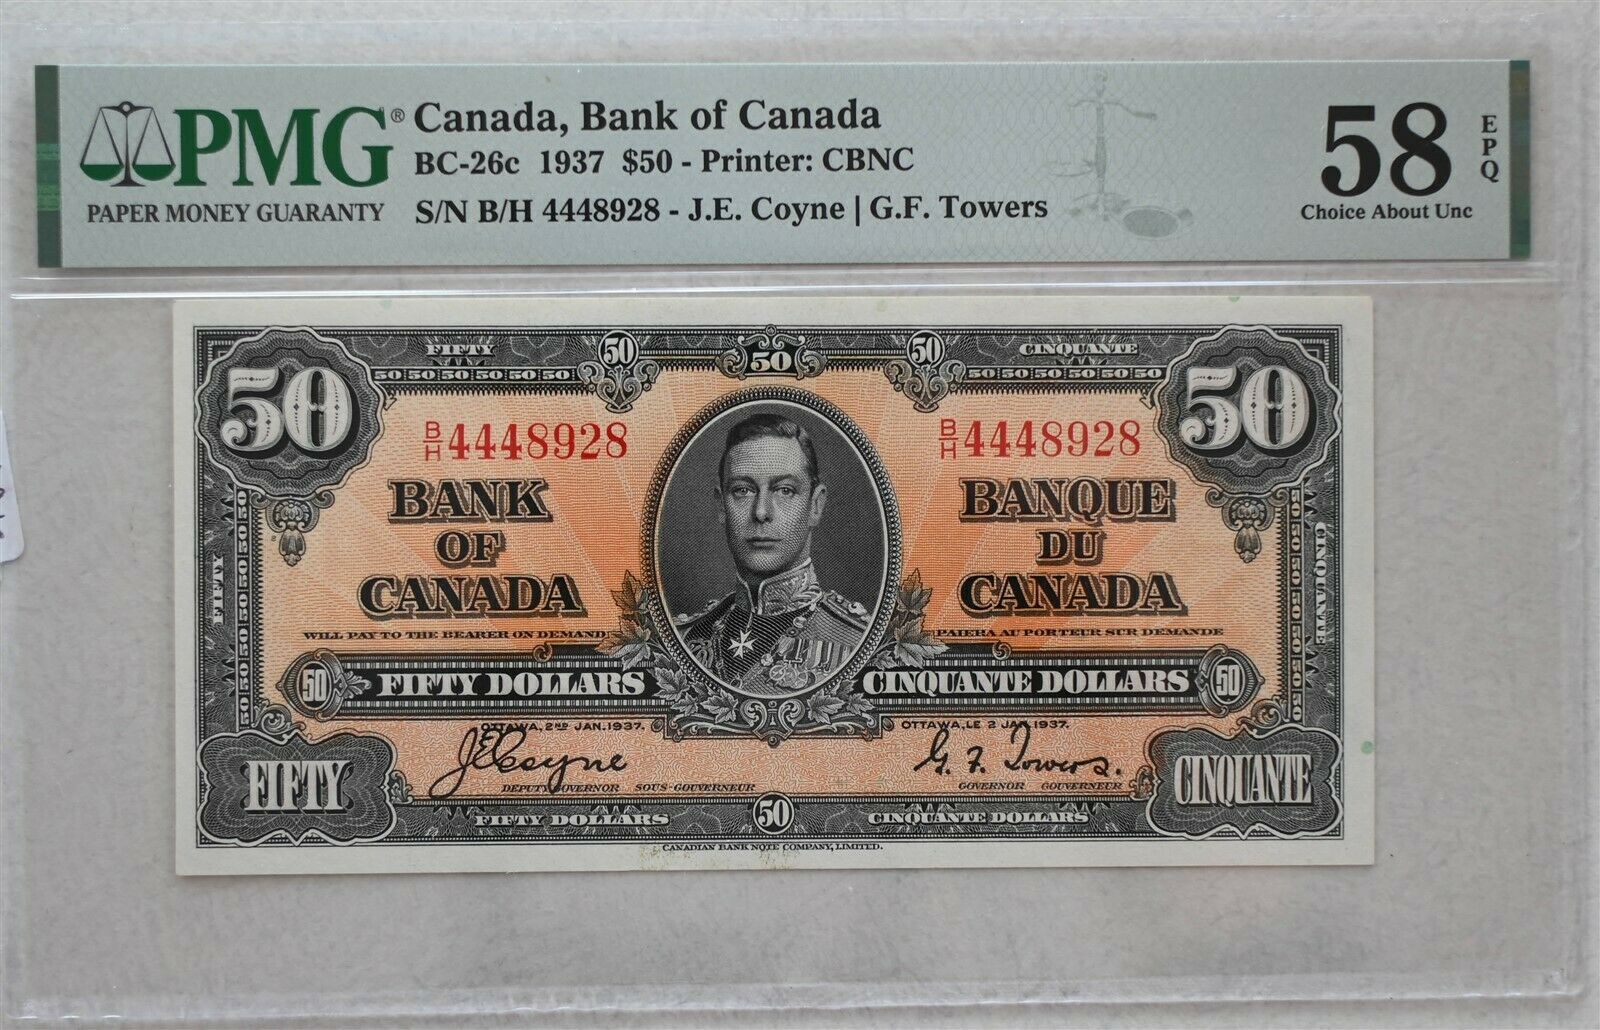 PMG®
PAPER MONEY GUARANTY
Canada, Bank of Canada
BC-26c 1937 $50 - Printer: CBNC
S/N B/H 4448928 - J.E. Coyne | G.F. Towers
58 EPQ
Choice About Unc
FIFTY 50 50 50 CINQUANTE
50 50 50 50 50 50 50 50 50 50 50 50
50 50
B/H 4448928 B/H 4448928
BANK BANQUE
OF DU
CANADA CANADA
WILL PAY TO THE BEARER ON DEMAND PAIERA AU PORTEUR SUR DEMANDE
FIFTY CINQUANTE
50 FIFTY DOLLARS CINQUANTE DOLLARS 50
OTTAWA, 2ND JAN. 1937. OTTAWA, LE 2 JAN. 1937.
J.E. Coyne G. F. Towers.
DEPUTY GOVERNOR SOUS-GOUVERNEUR GOVERNOR GOUVERNEUR
FIFTY CINQUANTE
FIFTY DOLLARS 50 CINQUANTE DOLLARS
CANADIAN BANK NOTE COMPANY, LIMITED.